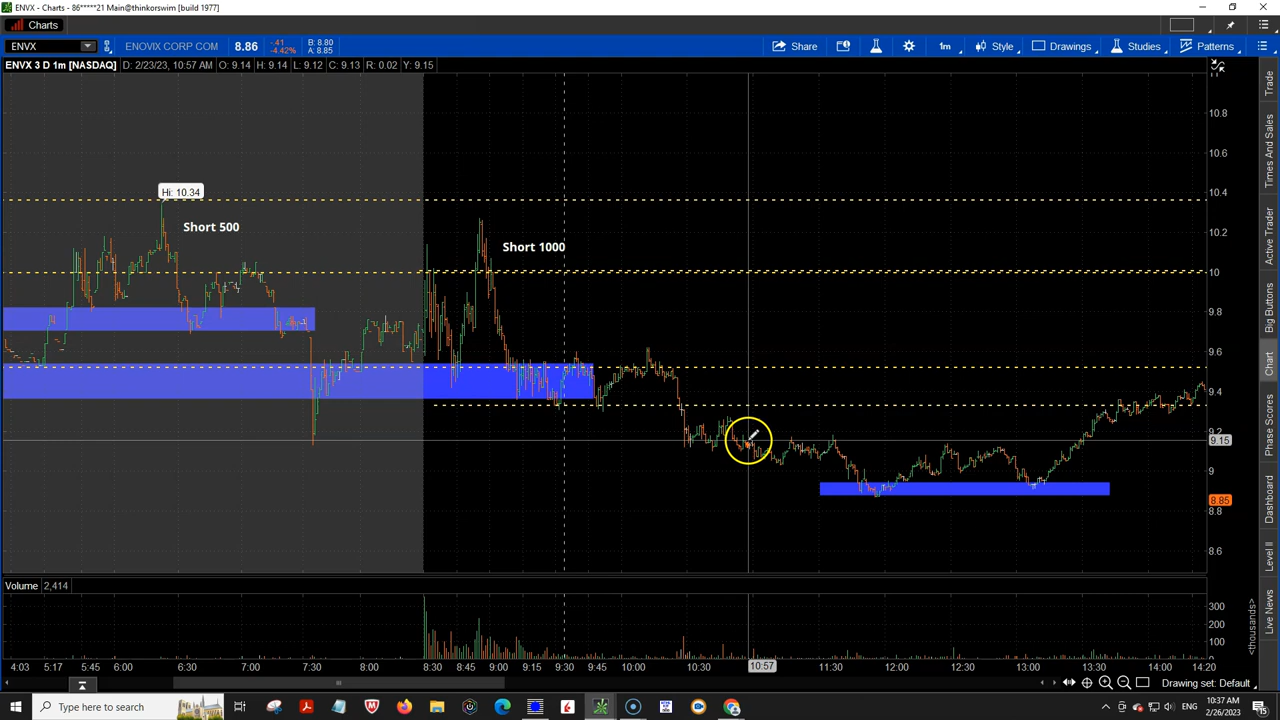 ENVX - Charts - 86*****21 Main@thinkorswim [build 1977]
Charts
ENVX
ENOVIX CORP COM
8.86
-.41
-4.42%
B: 8.80
A: 8.85
Share
1m
Style
Drawings
Studies
Patterns
ENVX 3 D 1m [NASDAQ]
D: 2/23/23, 10:57 AM
O: 9.14
H: 9.14
L: 9.12
C: 9.13
R: 0.02
Y: 9.15
11
10.8
10.6
10.4
10.2
10
9.8
9.6
9.4
9.2
9.15
9
8.85
8.8
8.6
Hi: 10.34
Short 500
Short 1000
Trade
Times And Sales
Active Trader
Big Buttons
Chart
Phase Scores
Dashboard
Level II
Live News
Volume
2,414
300
200
100
<thousands>
4:03
5:17
5:45
6:00
6:30
7:00
7:30
8:00
8:30
8:45
9:00
9:15
9:30
9:45
10:00
10:30
10:57
11:30
12:00
12:30
13:00
13:30
14:00
14:20
Drawing set: Default
Type here to search
ENG
10:37 AM
2/26/2023
15